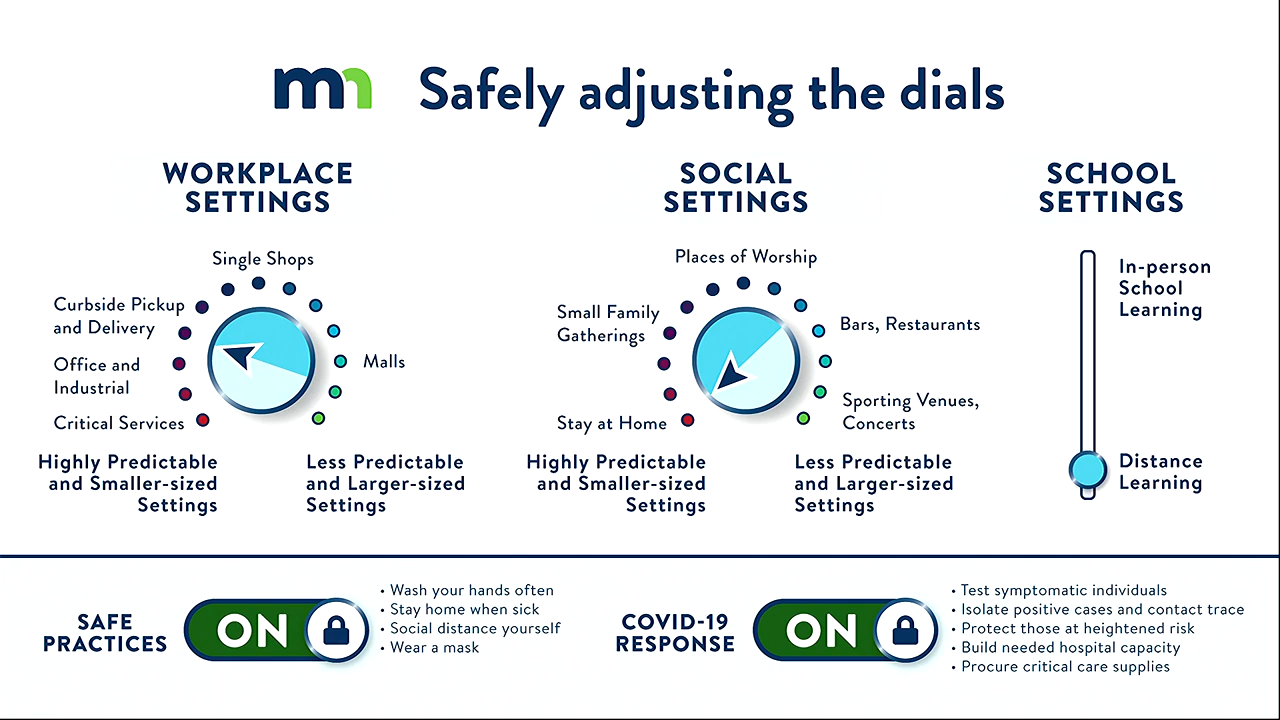 mn Safely adjusting the dials
WORKPLACE
SETTINGS
Single Shops
Curbside Pickup
and Delivery
Office and
Industrial
Malls
Critical Services
Highly Predictable
and Smaller-sized
Settings
Less Predictable
and Larger-sized
Settings
SOCIAL
SETTINGS
Places of Worship
Small Family
Gatherings
Bars, Restaurants
Sporting Venues,
Concerts
Stay at Home
Highly Predictable
and Smaller-sized
Settings
Less Predictable
and Larger-sized
Settings
SCHOOL
SETTINGS
In-person
School
Learning
Distance
Learning
SAFE
PRACTICES
ON
• Wash your hands often
• Stay home when sick
• Social distance yourself
• Wear a mask
COVID-19
RESPONSE
ON
• Test symptomatic individuals
• Isolate positive cases and contact trace
• Protect those at heightened risk
• Build needed hospital capacity
• Procure critical care supplies